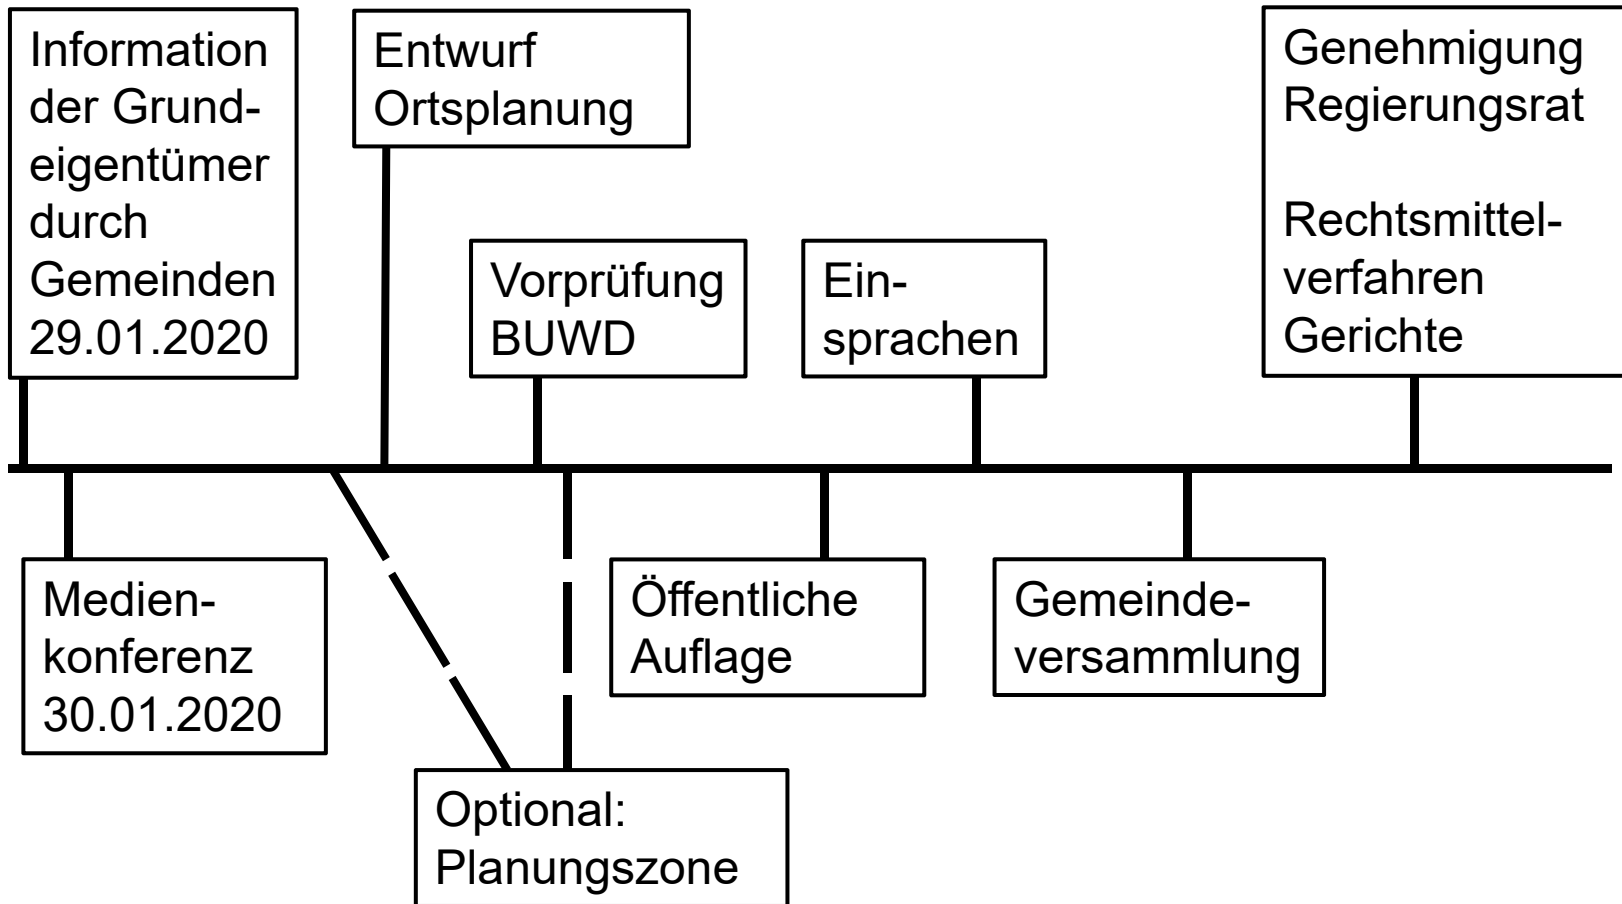 Information
der Grund-
eigentümer
durch
Gemeinden
29.01.2020
Entwurf
Ortsplanung
Vorprüfung
BUWD
Ein-
sprachen
Genehmigung
Regierungsrat
Rechtsmittel-
verfahren
Gerichte
Medien-
konferenz
30.01.2020
Optional:
Planungszone
Öffentliche
Auflage
Gemeinde-
versammlung